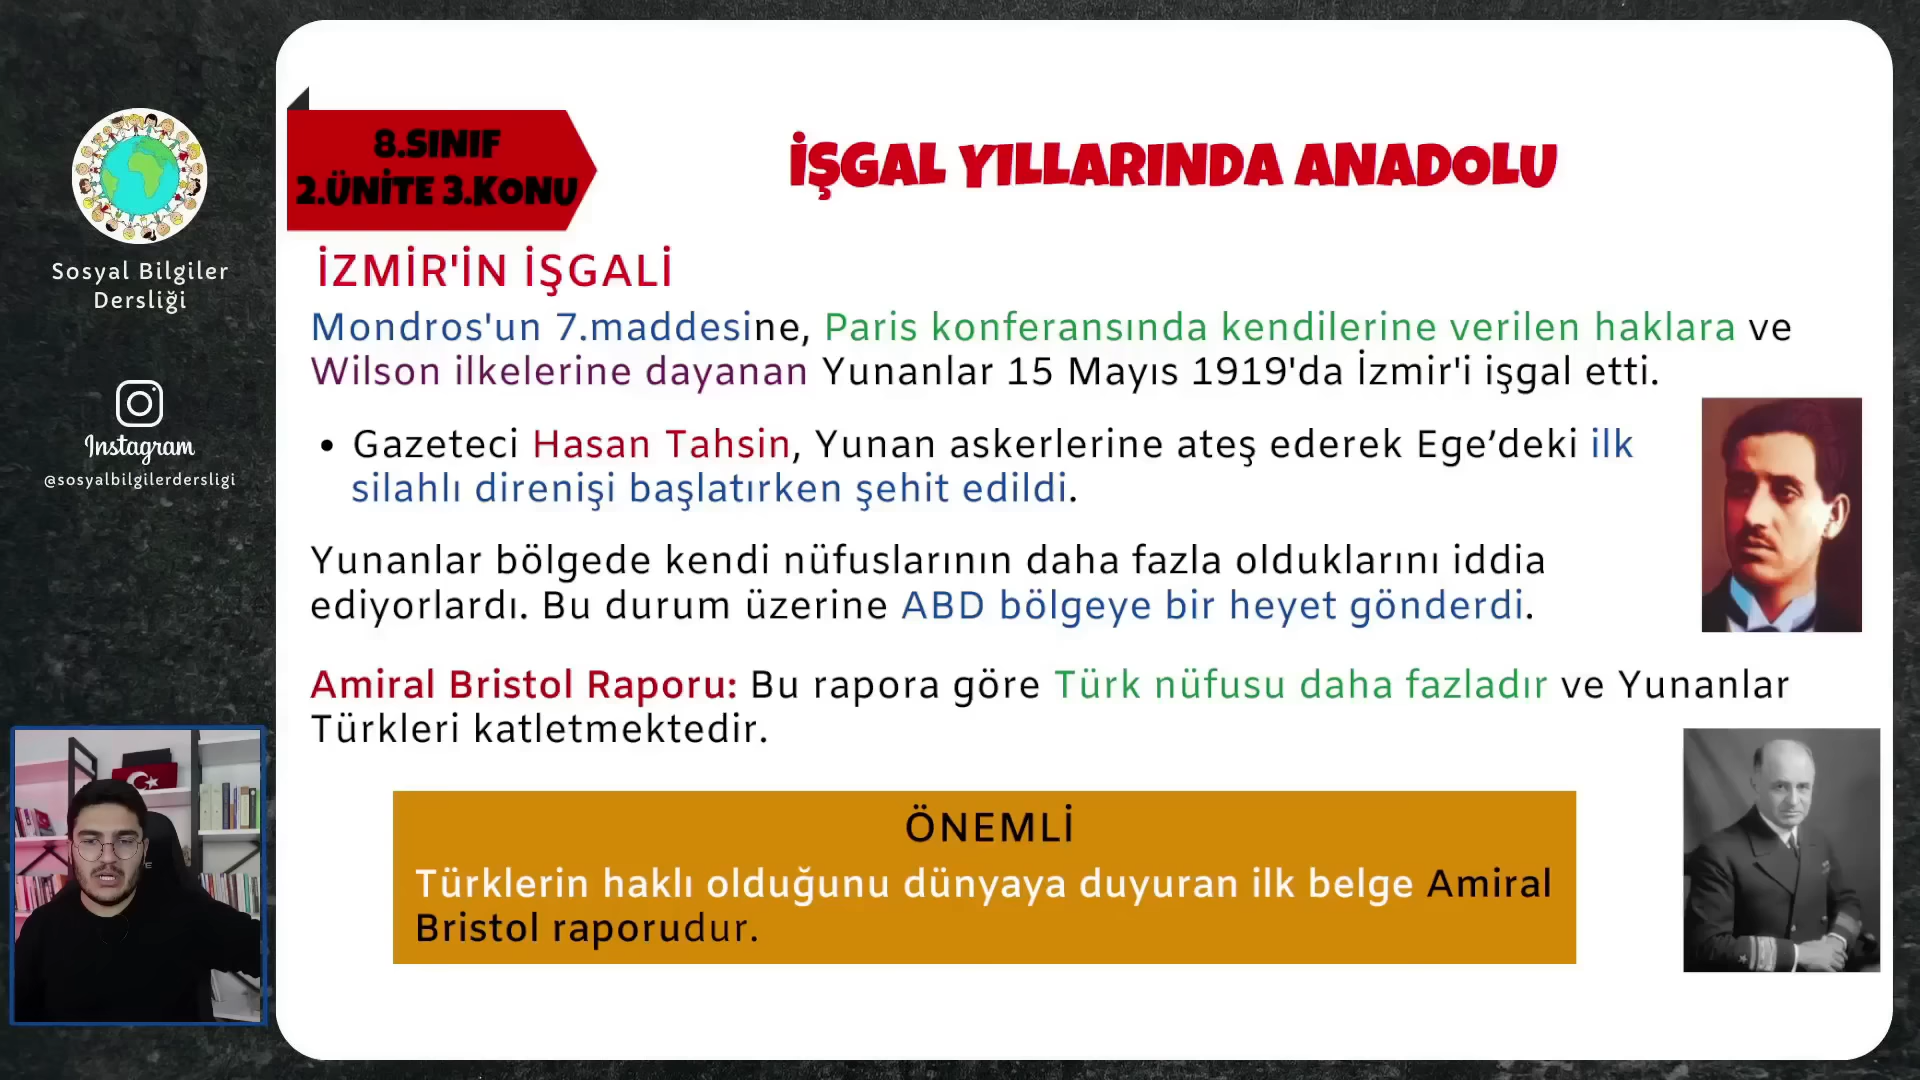 8.SINIF
2.ÜNİTE 3.KONU
İŞGAL YILLARINDA ANADOLU
Sosyal Bilgiler
Dersliği
Instagram
@sosyalbilgilerdersligi
İZMİR'İN İŞGALİ
Mondros'un 7.maddesine, Paris konferansında kendilerine verilen haklara ve
Wilson ilkelerine dayanan Yunanlar 15 Mayıs 1919'da İzmir'i işgal etti.
• Gazeteci Hasan Tahsin, Yunan askerlerine ateş ederek Ege’deki ilk
silahlı direnişi başlatırken şehit edildi.
Yunanlar bölgede kendi nüfuslarının daha fazla olduklarını iddia
ediyorlardı. Bu durum üzerine ABD bölgeye bir heyet gönderdi.
Amiral Bristol Raporu: Bu rapora göre Türk nüfusu daha fazladır ve Yunanlar
Türkleri katletmektedir.
ÖNEMLİ
Türklerin haklı olduğunu dünyaya duyuran ilk belge Amiral
Bristol raporudur.